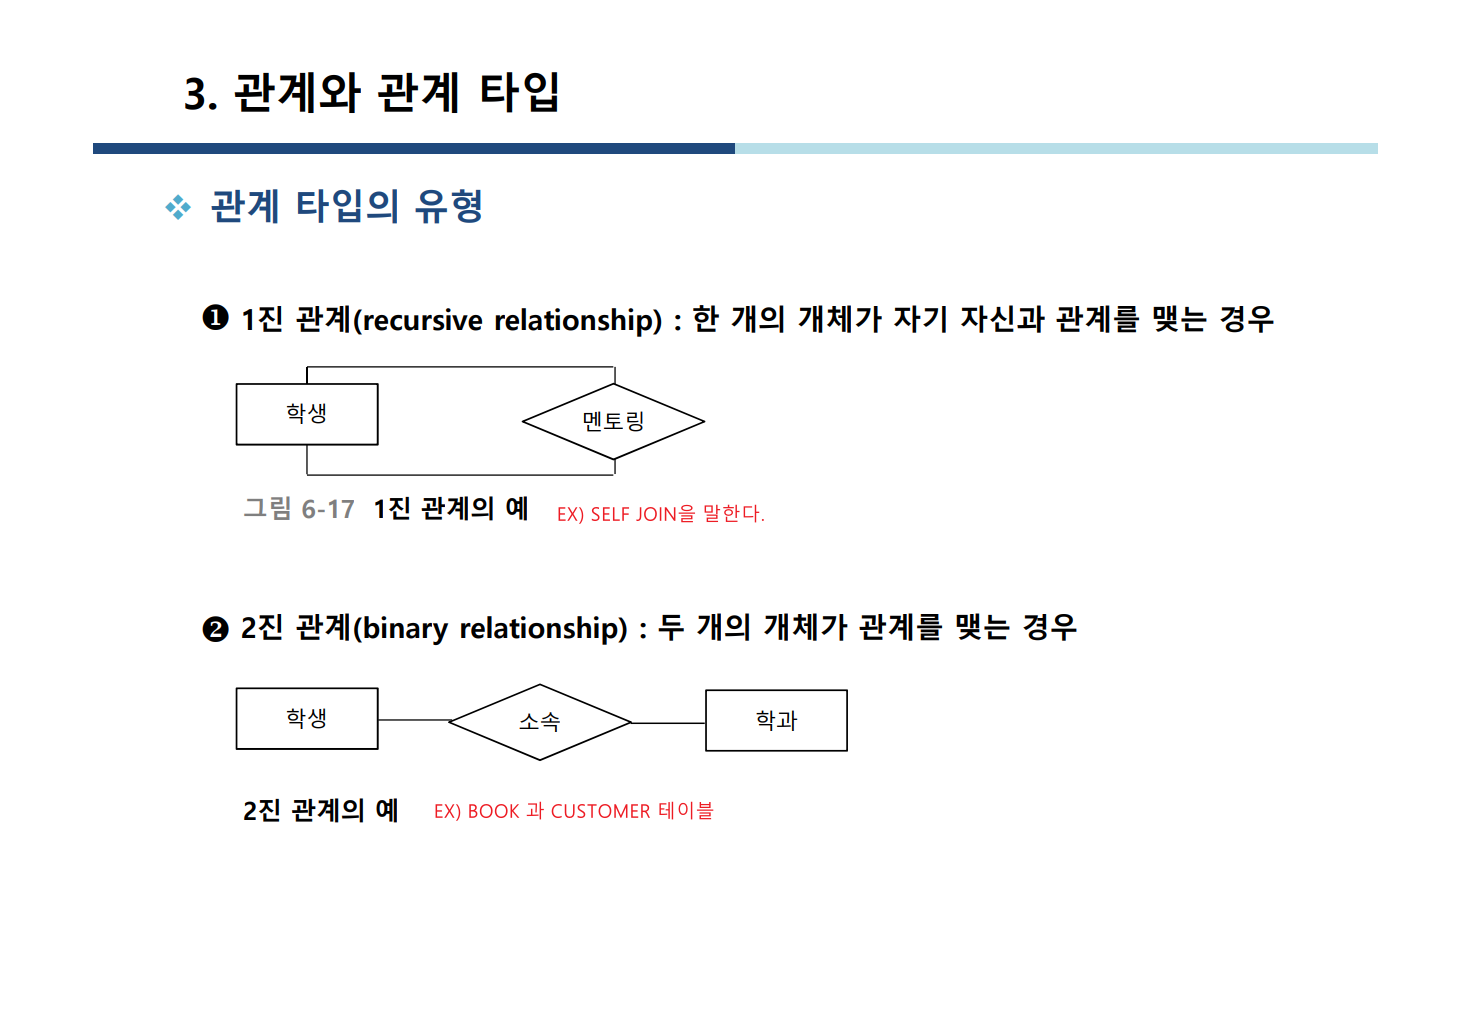 3. 관계와 관계 타입
❖ 관계 타입의 유형
❶ 1진 관계(recursive relationship) : 한 개의 개체가 자기 자신과 관계를 맺는 경우
학생
멘토링
그림 6-17 1진 관계의 예 EX) SELF JOIN을 말한다.
❷ 2진 관계(binary relationship) : 두 개의 개체가 관계를 맺는 경우
학생 소속 학과
2진 관계의 예 EX) BOOK 과 CUSTOMER 테이블